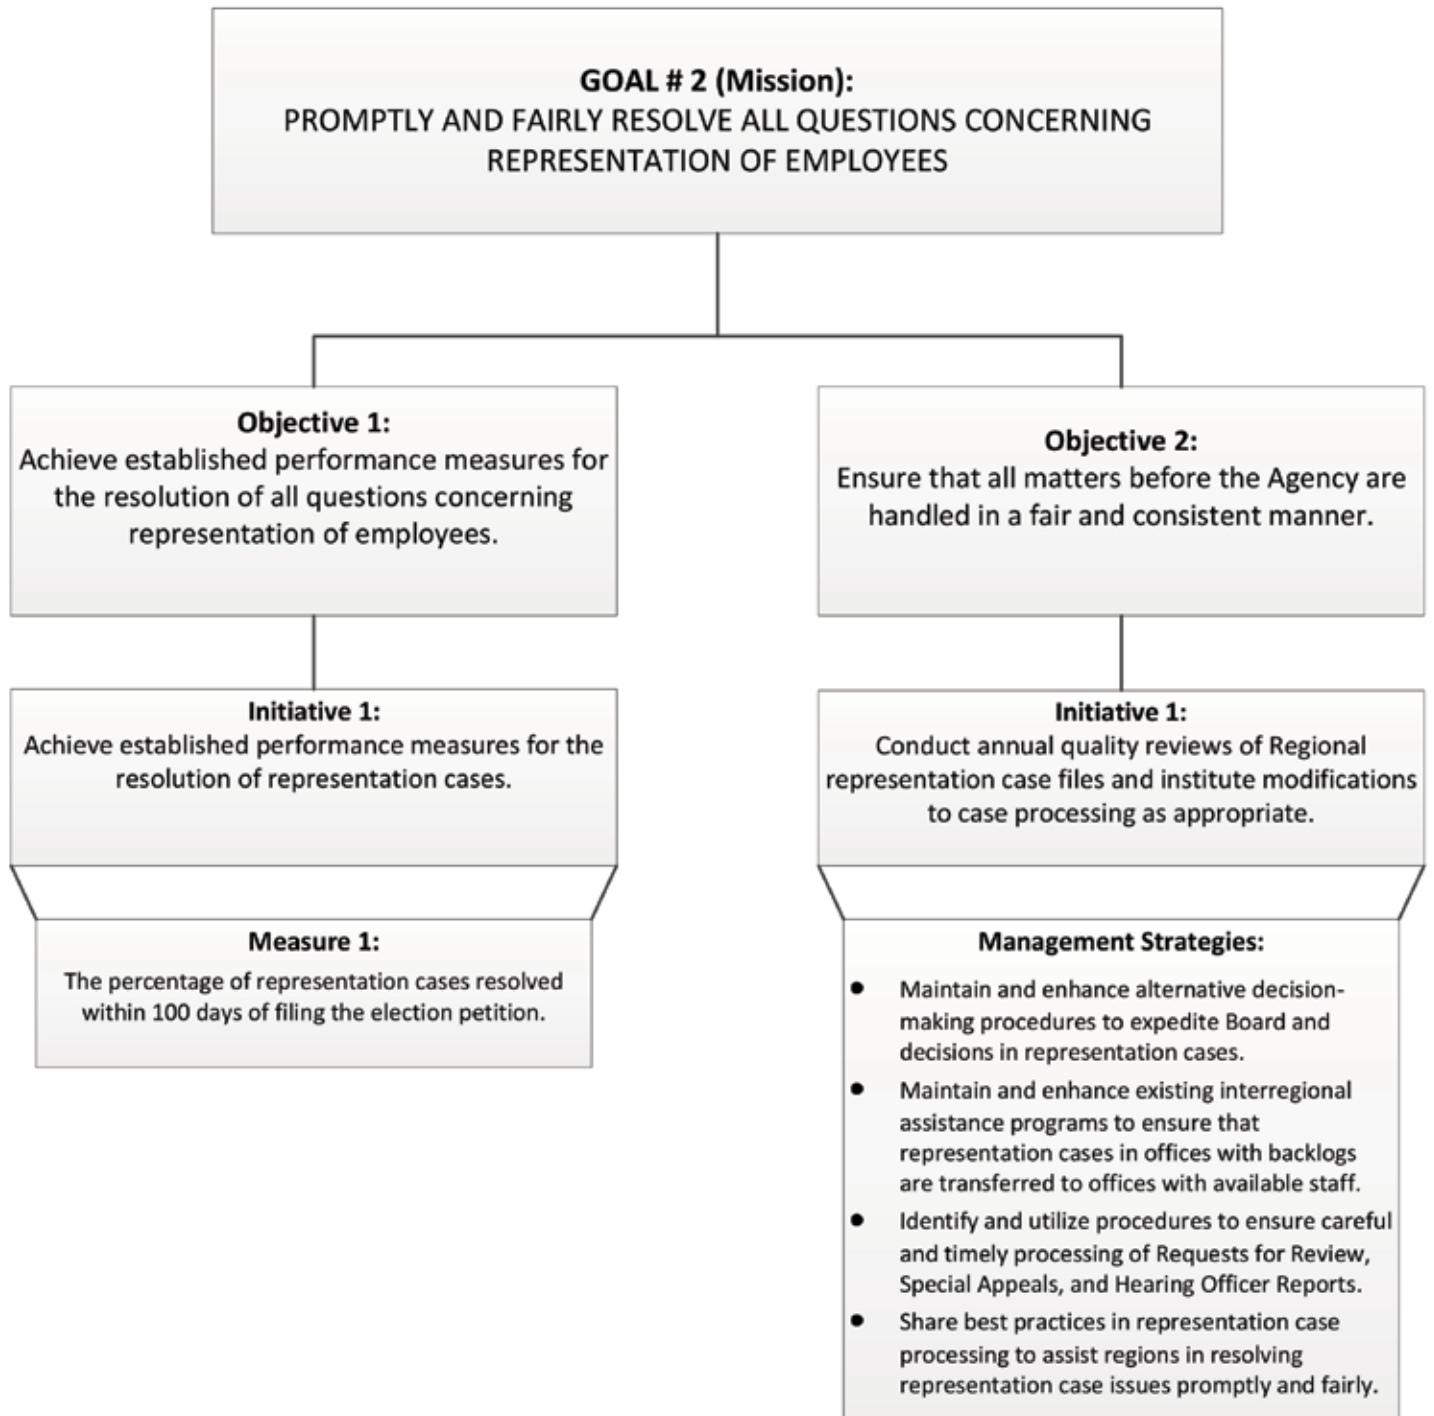 GOAL # 2 (Mission):
PROMPTLY AND FAIRLY RESOLVE ALL QUESTIONS CONCERNING
REPRESENTATION OF EMPLOYEES
Objective 1:
Achieve established performance measures for
the resolution of all questions concerning
representation of employees.
Objective 2:
Ensure that all matters before the Agency are
handled in a fair and consistent manner.
Initiative 1:
Achieve established performance measures for the
resolution of representation cases.
Initiative 1:
Conduct annual quality reviews of Regional
representation case files and institute modifications
to case processing as appropriate.
Measure 1:
The percentage of representation cases resolved
within 100 days of filing the election petition.
Management Strategies:
● Maintain and enhance alternative decision-
making procedures to expedite Board and
decisions in representation cases.
● Maintain and enhance existing interregional
assistance programs to ensure that
representation cases in offices with backlogs
are transferred to offices with available staff.
● Identify and utilize procedures to ensure careful
and timely processing of Requests for Review,
Special Appeals, and Hearing Officer Reports.
● Share best practices in representation case
processing to assist regions in resolving
representation case issues promptly and fairly.